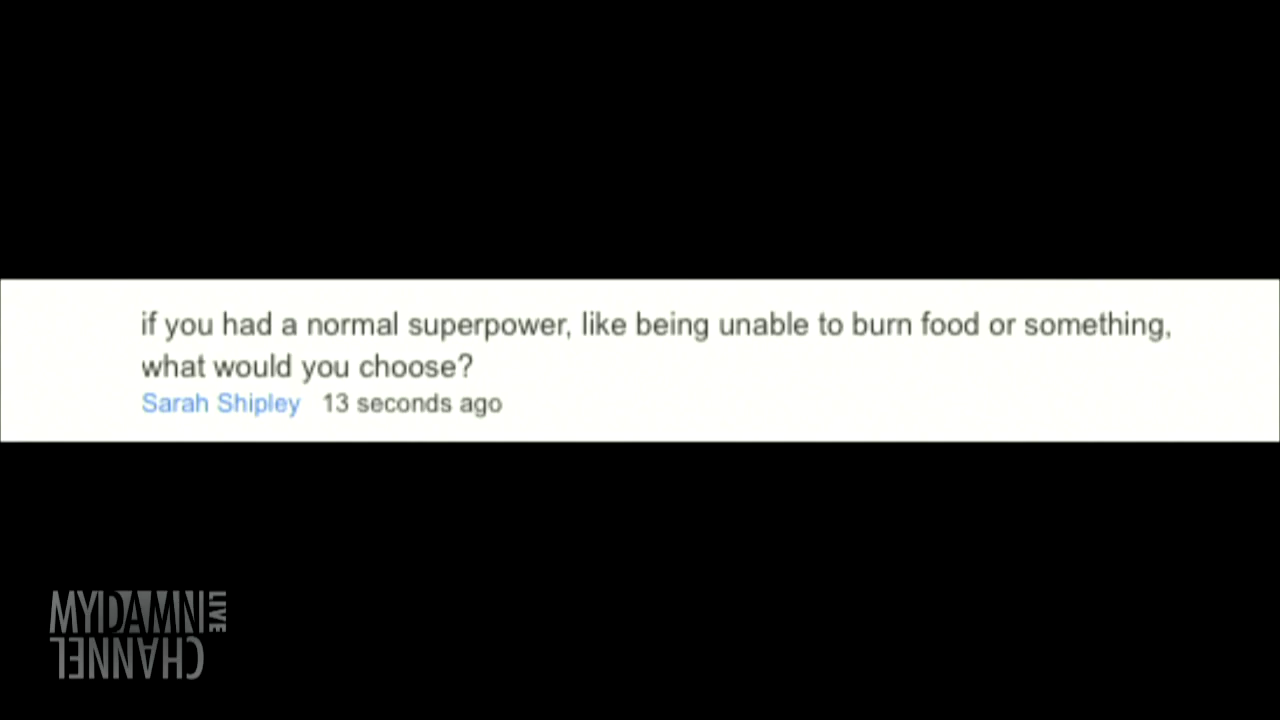 if you had a normal superpower, like being unable to burn food or something,
what would you choose?
Sarah Shipley 13 seconds ago
MYDAMN LIVE
CHANNEL